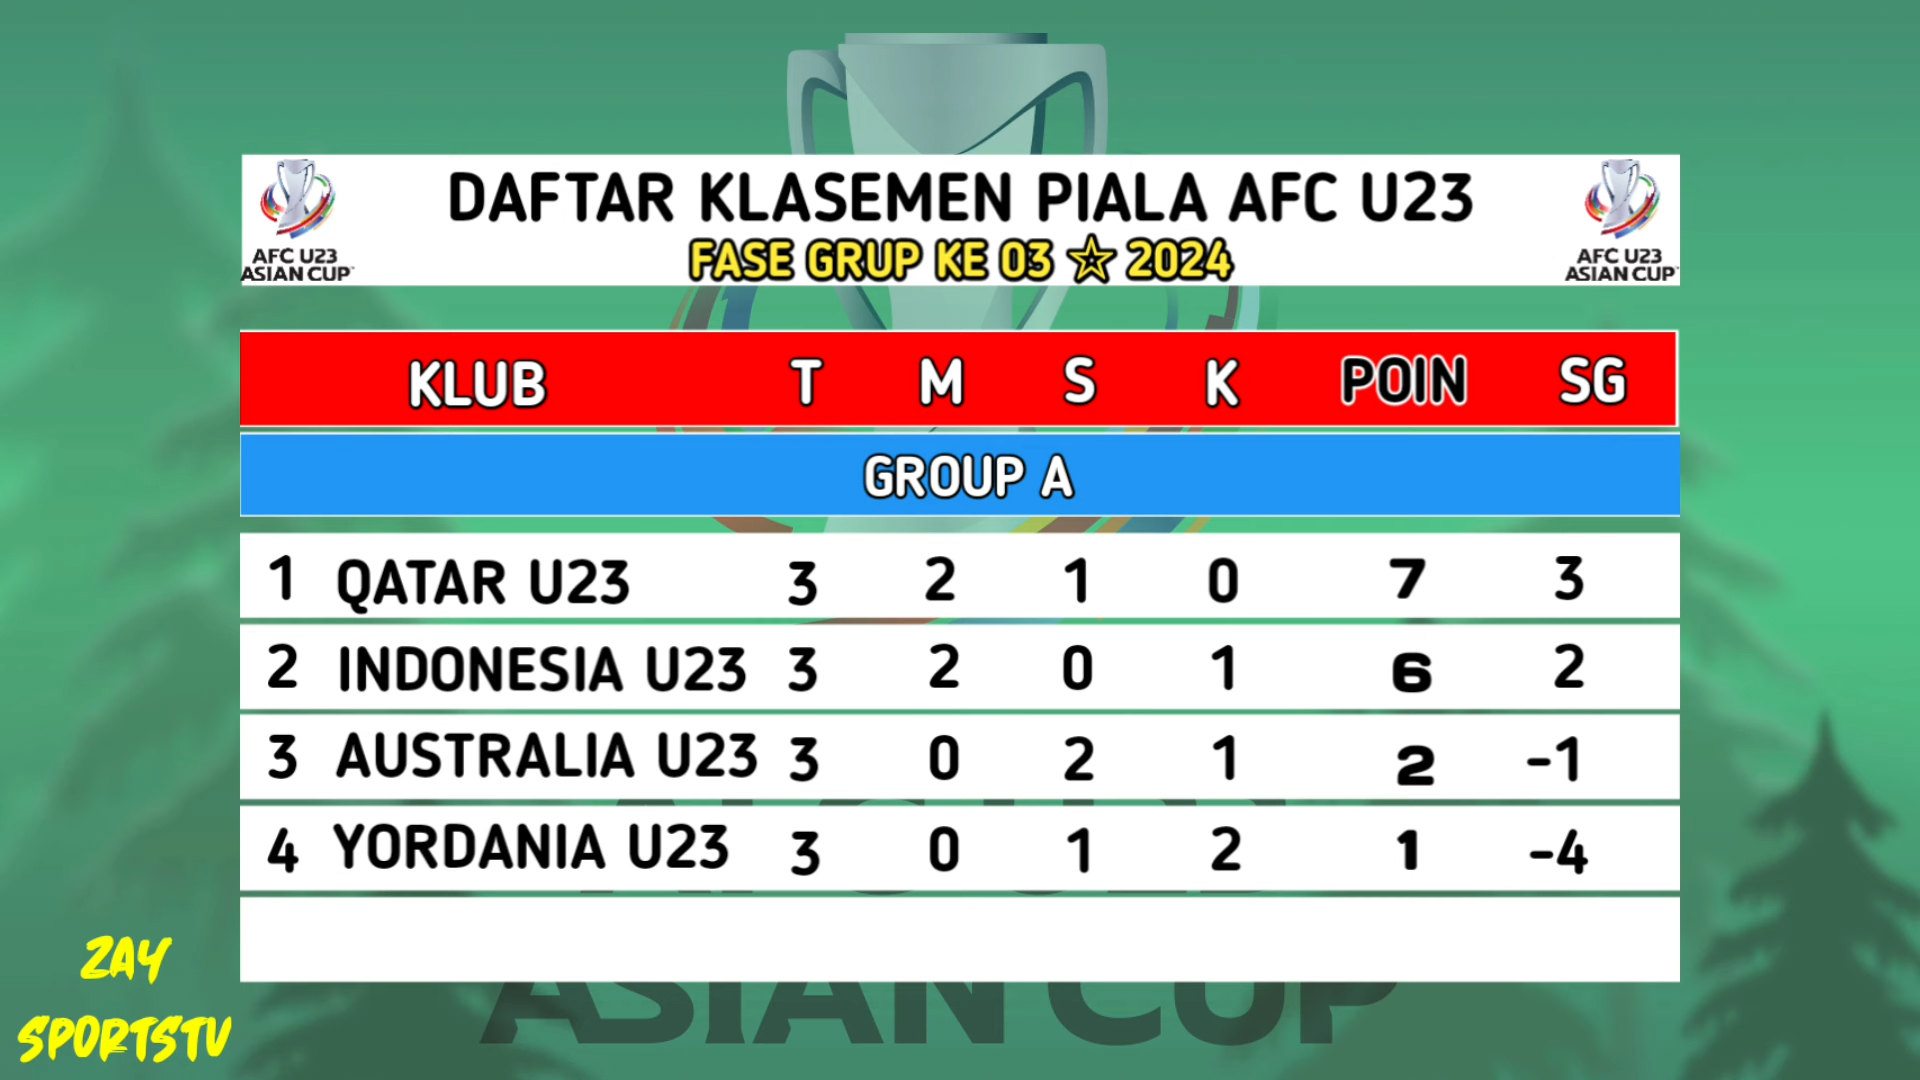 DAFTAR KLASEMEN PIALA AFC U23
FASE GRUP KE 03 ☆ 2024
AFC U23
ASIAN CUP
AFC U23
ASIAN CUP
KLUB T M S K POIN SG
GROUP A
1 QATAR U23 3 2 1 0 7 3
2 INDONESIA U23 3 2 0 1 6 2
3 AUSTRALIA U23 3 0 2 1 2 -1
4 YORDANIA U23 3 0 1 2 1 -4
AFC U23
ASIAN CUP
ZAY
SPORTSTV